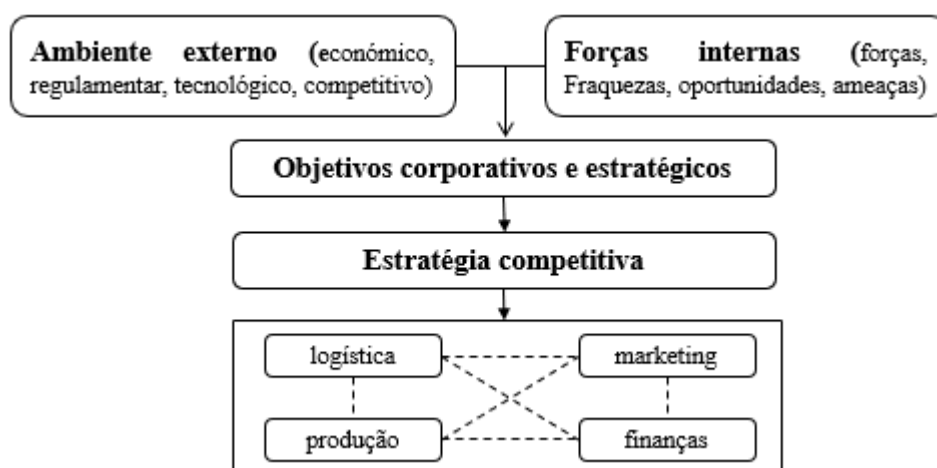 Ambiente externo (económico,
regulamentar, tecnológico, competitivo)
Forças internas (forças,
Fraquezas, oportunidades, ameaças)
Objetivos corporativos e estratégicos
Estratégia competitiva
logística
marketing
produção
finanças